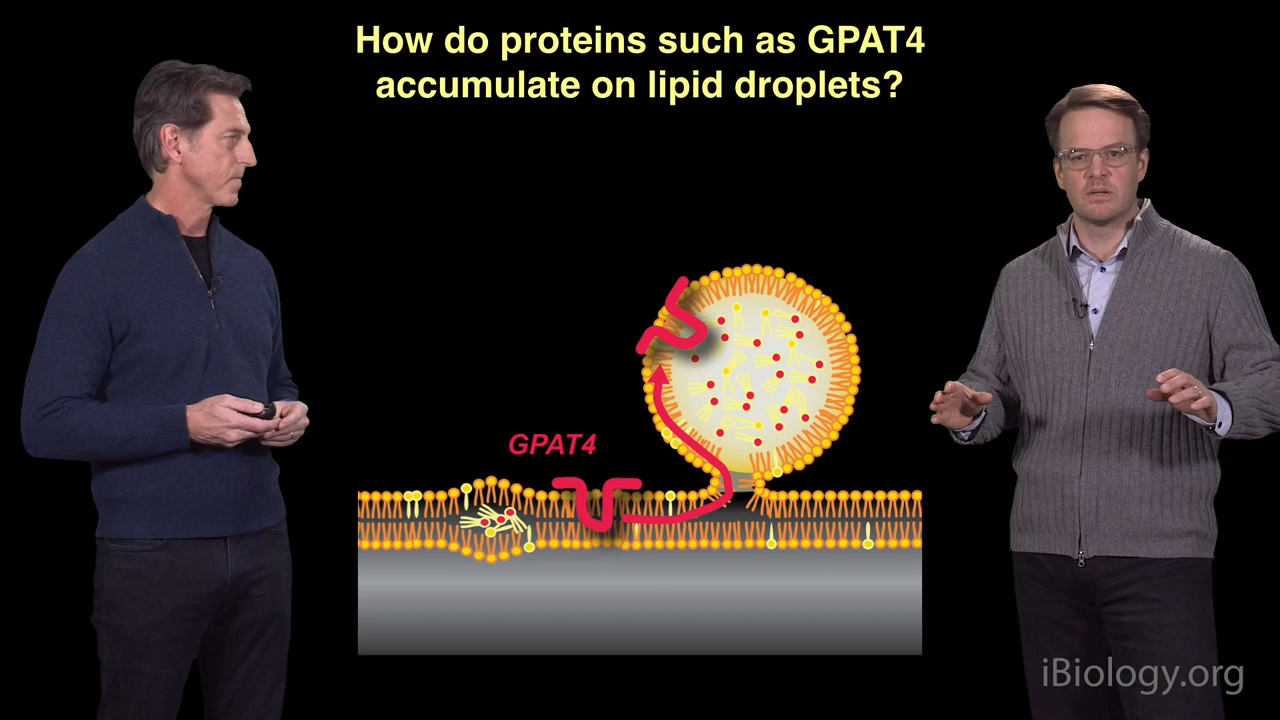 How do proteins such as GPAT4
accumulate on lipid droplets?
GPAT4
iBiology.org